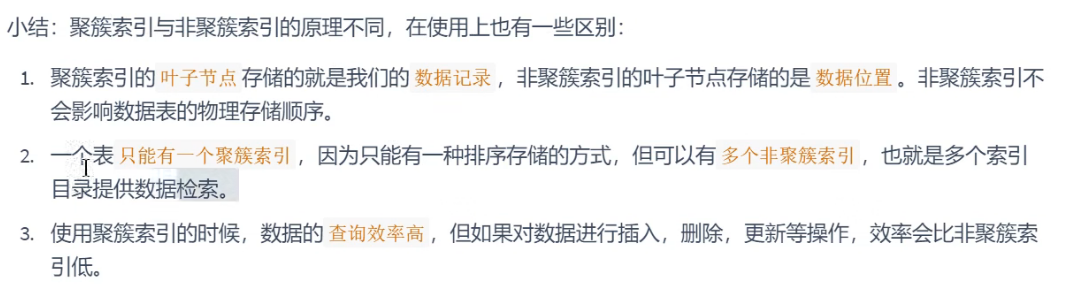 小结：聚簇索引与非聚簇索引的原理不同，在使用上也有一些区别：
1. 聚簇索引的 叶子节点 存储的就是我们的 数据记录 ，非聚簇索引的叶子节点存储的是 数据位置 。非聚簇索引不
会影响数据表的物理存储顺序。
2. 一个表 只能有一个聚簇索引 ，因为只能有一种排序存储的方式，但可以有 多个非聚簇索引 ，也就是多个索引
目录提供数据检索。
3. 使用聚簇索引的时候，数据的 查询效率高 ，但如果对数据进行插入，删除，更新等操作，效率会比非聚簇索
引低。